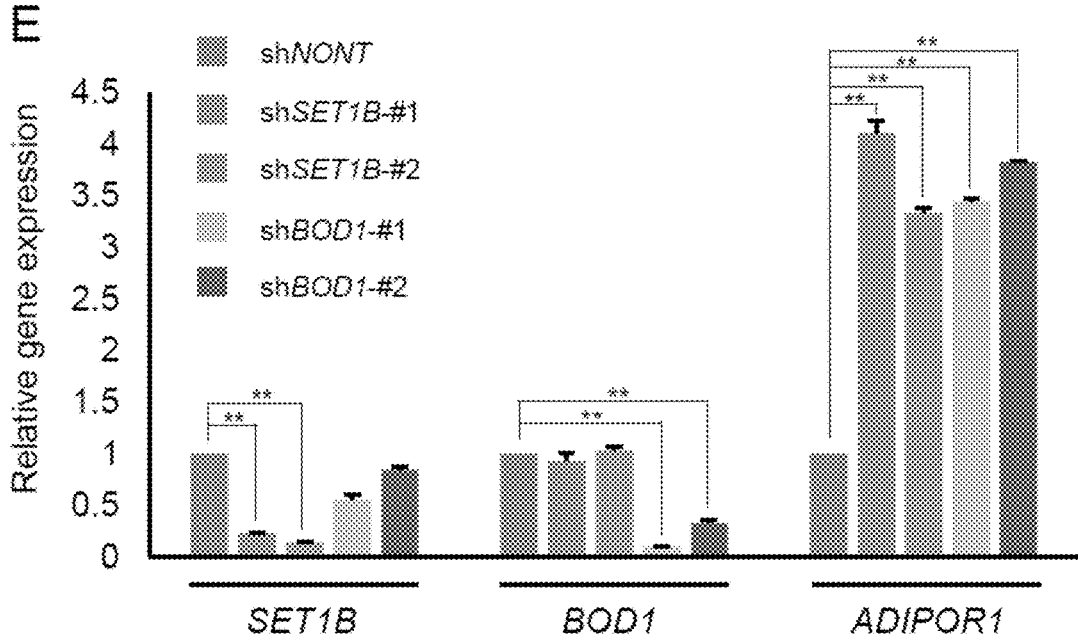 E
shNONT
shSET1B-#1
shSET1B-#2
shBOD1-#1
shBOD1-#2
Relative gene expression
4.5
4
3.5
3
2.5
2
1.5
1
0.5
0
**
**
**
**
**
**
**
**
SET1B
BOD1
ADIPOR1